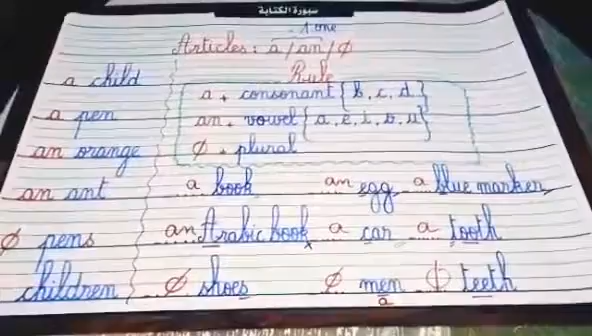 سبورة الكتابة
1 one
Articles: a / an / ∅
Rule
a child
a + consonant { b, c, d }
a pen
an + vowel { a, e, i, o, u }
an orange
∅ + plural
an ant
a book an egg a blue marker
∅ pens
an Arabic book a car a tooth
children
∅ shoes ∅ men ∅ teeth
a